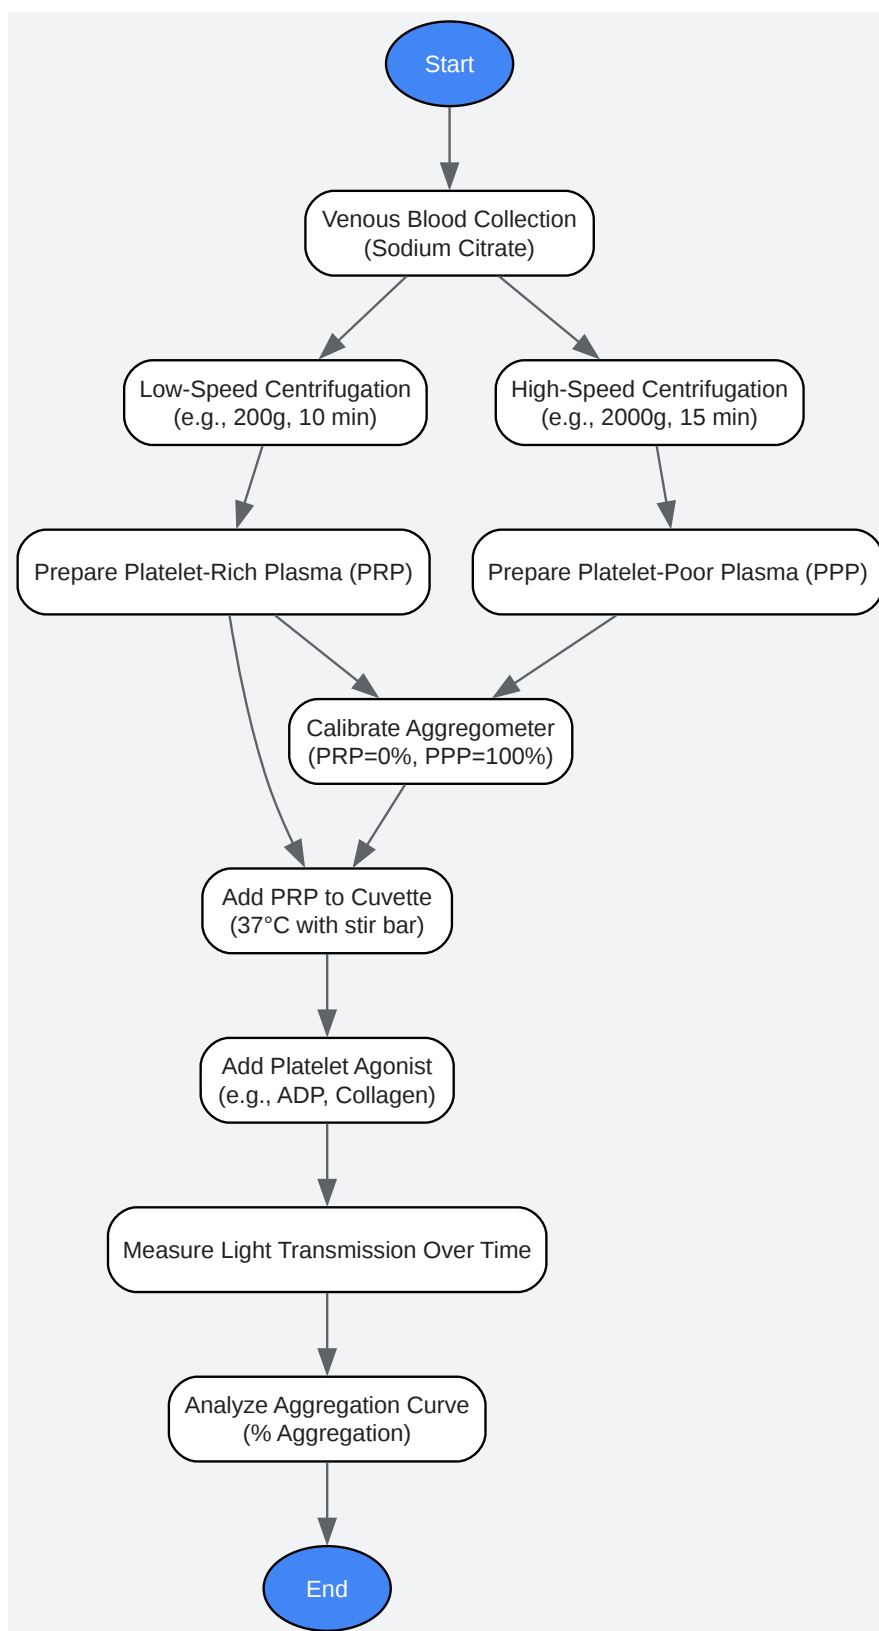 Start
Venous Blood Collection
(Sodium Citrate)
Low-Speed Centrifugation
(e.g., 200g, 10 min)
High-Speed Centrifugation
(e.g., 2000g, 15 min)
Prepare Platelet-Rich Plasma (PRP)
Prepare Platelet-Poor Plasma (PPP)
Calibrate Aggregometer
(PRP=0%, PPP=100%)
Add PRP to Cuvette
(37°C with stir bar)
Add Platelet Agonist
(e.g., ADP, Collagen)
Measure Light Transmission Over Time
Analyze Aggregation Curve
(% Aggregation)
End